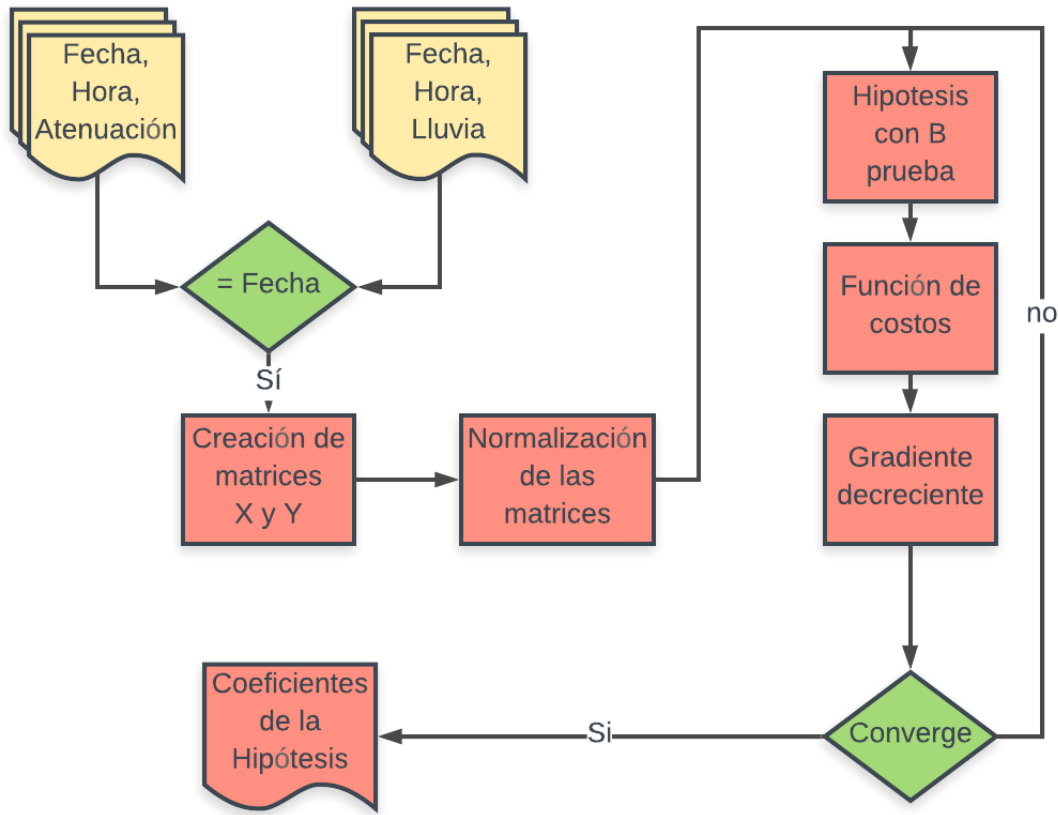 Fecha,
Hora,
Atenuación
Fecha,
Hora,
Lluvia
= Fecha
Sí
Creación de
matrices
X y Y
Normalización
de las
matrices
Hipotesis
con B
prueba
Función de
costos
Gradiente
decreciente
Converge
no
Si
Coeficientes
de la
Hipótesis